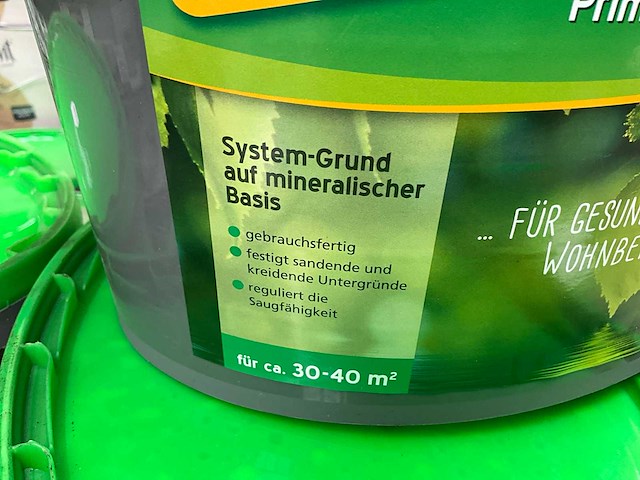 System-Grund
auf mineralischer
Basis
gebrauchsfertig
festigt sandende und
kreidende Untergründe
reguliert die
Saugfähigkeit
für ca. 30-40 m²
... FÜR